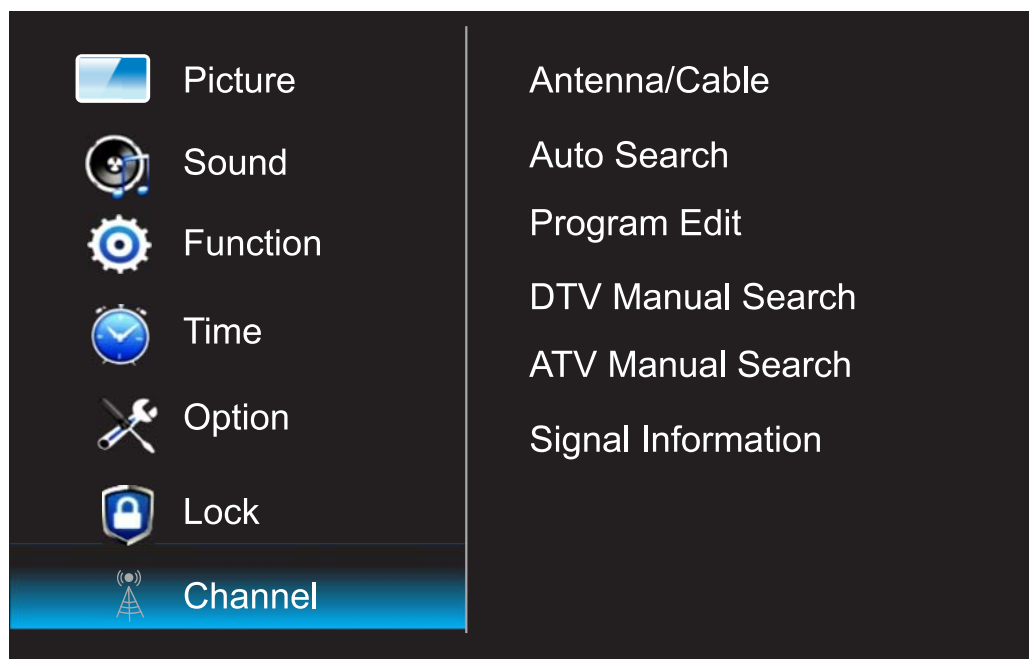 Picture
Sound
Function
Time
Option
Lock
Channel
Antenna/Cable
Auto Search
Program Edit
DTV Manual Search
ATV Manual Search
Signal Information